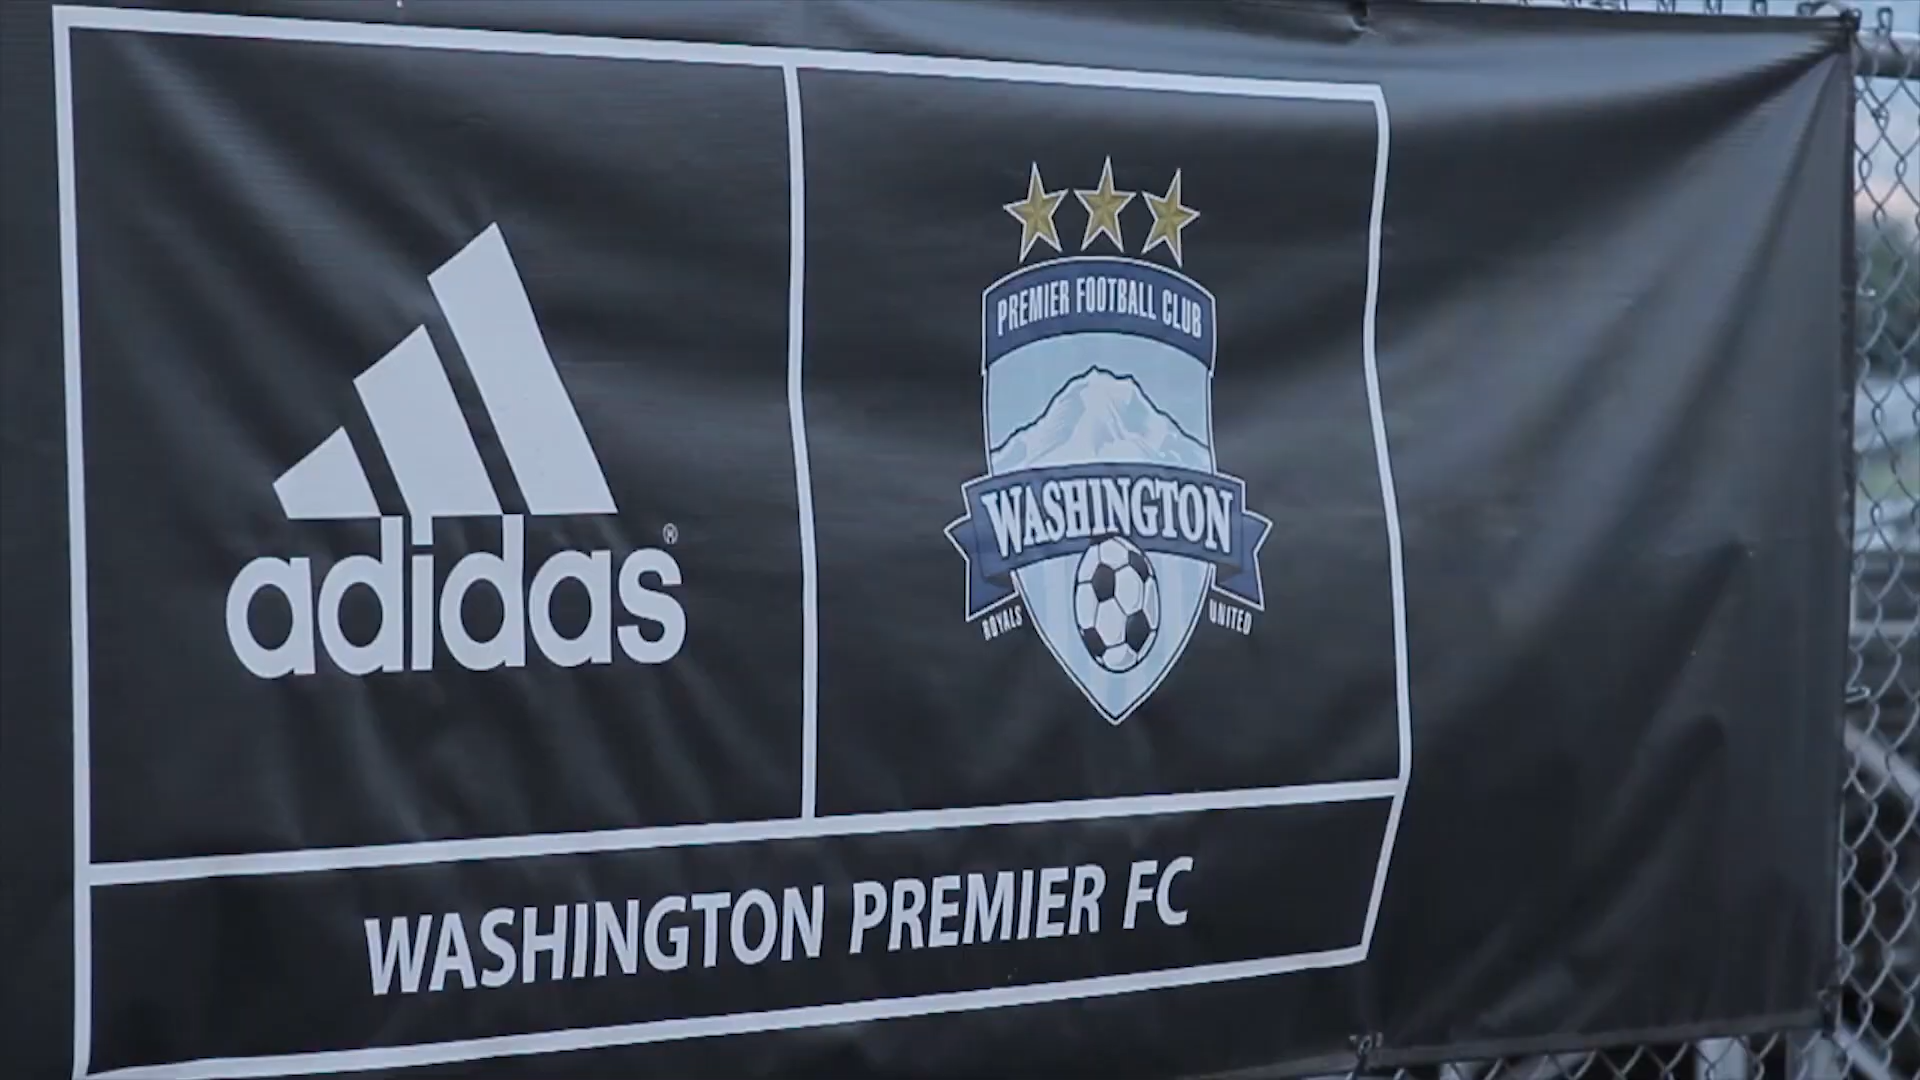 adidas®
PREMIER FOOTBALL CLUB
WASHINGTON
ROYALS UNITED
WASHINGTON PREMIER FC